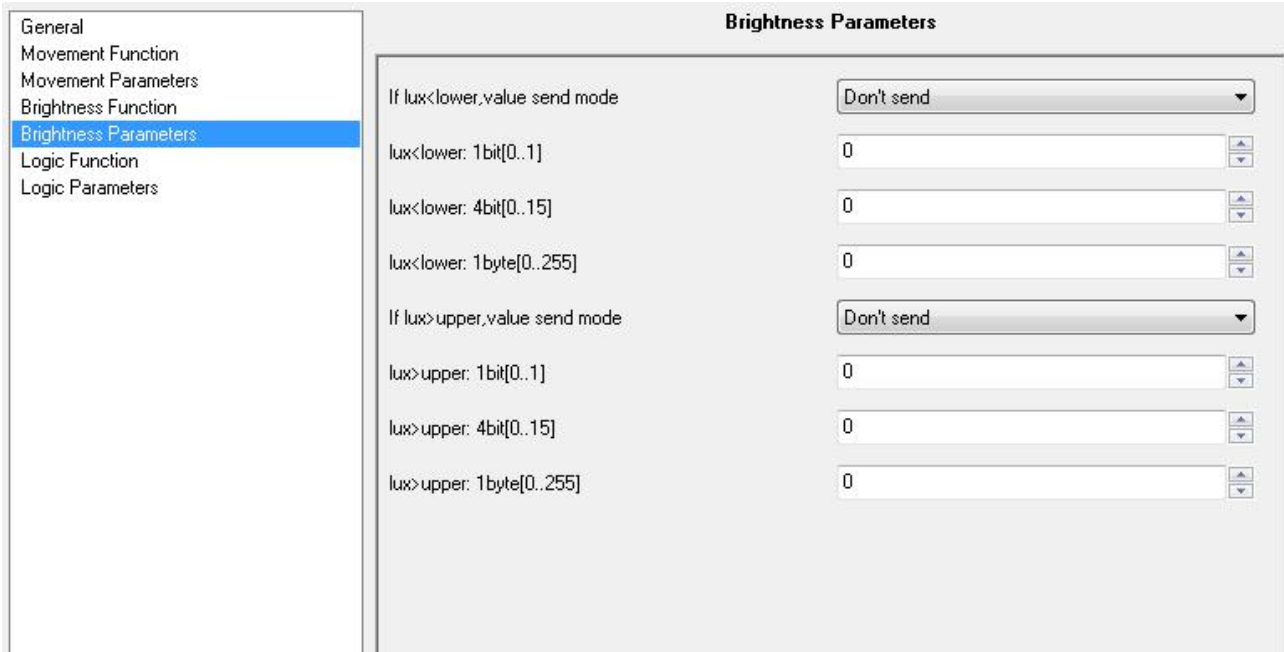 General
Movement Function
Movement Parameters
Brightness Function
Brightness Parameters
Logic Function
Logic Parameters
Brightness Parameters
If lux<lower,value send mode
Don't send
lux<lower: 1bit[0..1]
0
lux<lower: 4bit[0..15]
0
lux<lower: 1byte[0..255]
0
If lux>upper,value send mode
Don't send
lux>upper: 1bit[0..1]
0
lux>upper: 4bit[0..15]
0
lux>upper: 1byte[0..255]
0